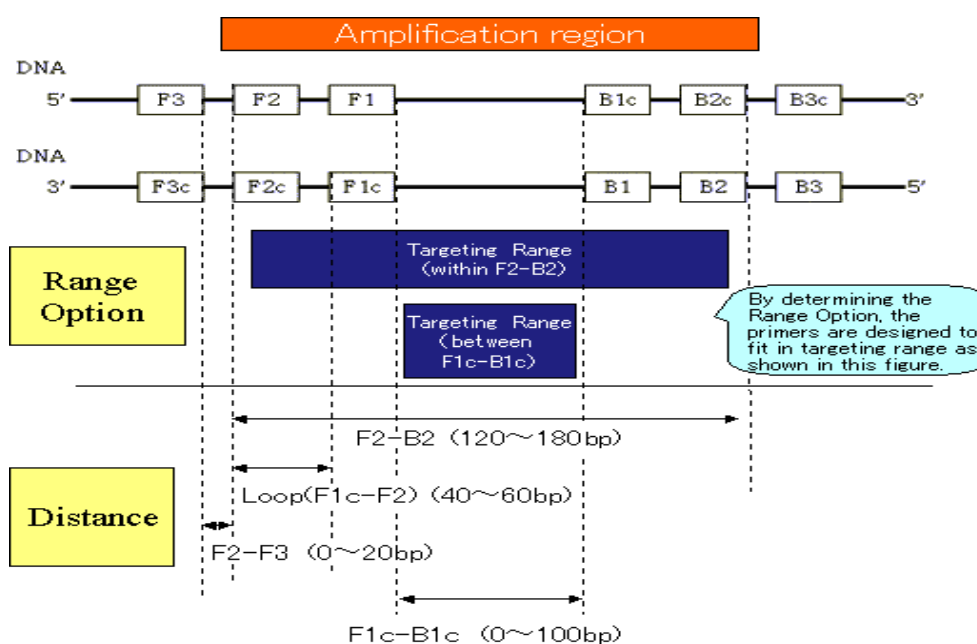 Amplification region
DNA
5’ F3 F2 F1 B1c B2c B3c 3’
DNA
3’ F3c F2c F1c B1 B2 B3 5’
Range
Option
Targeting Range
(within F2-B2)
Targeting Range
(between
F1c-B1c)
By determining the
Range Option, the
primers are designed to
fit in targeting range as
shown in this figure.
F2-B2 (120～180bp)
Loop(F1c-F2) (40～60bp)
Distance
F2-F3 (0～20bp)
F1c-B1c (0～100bp)